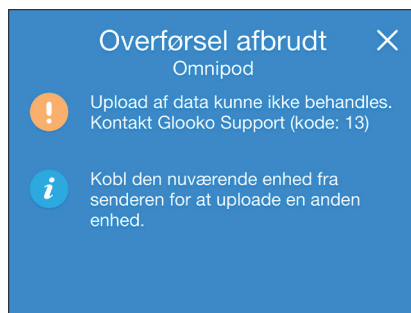 Overførsel afbrudt
Omnipod
Upload af data kunne ikke behandles.
Kontakt Glooko Support (kode: 13)
Kobl den nuværende enhed fra
senderen for at uploade en anden
enhed.